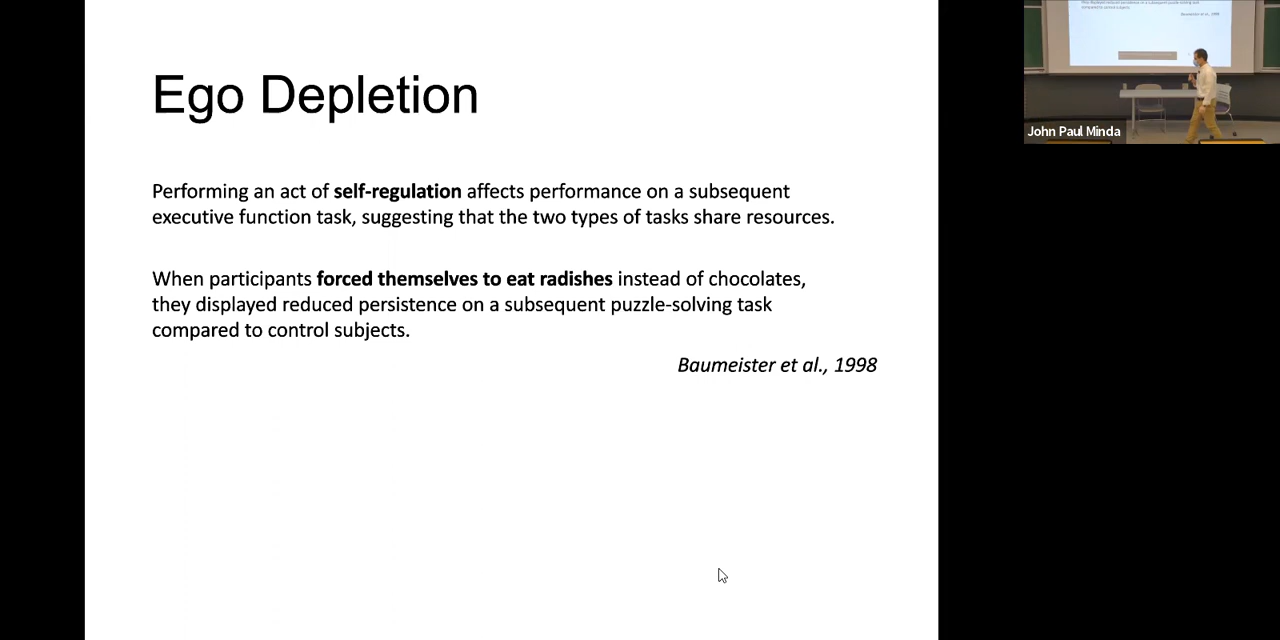 Ego Depletion
Performing an act of self-regulation affects performance on a subsequent
executive function task, suggesting that the two types of tasks share resources.
When participants forced themselves to eat radishes instead of chocolates,
they displayed reduced persistence on a subsequent puzzle-solving task
compared to control subjects.
Baumeister et al., 1998
John Paul Minda